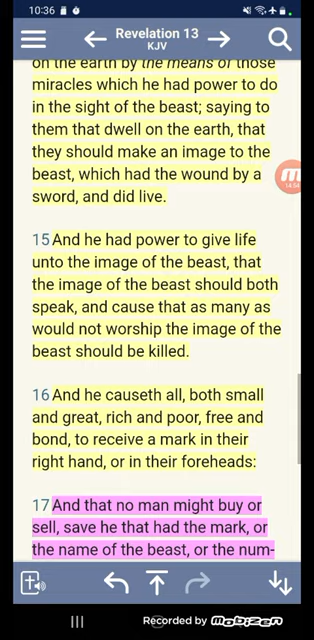 10:36
Revelation 13
KJV
on the earth by the means of those
miracles which he had power to do
in the sight of the beast; saying to
them that dwell on the earth, that
they should make an image to the
beast, which had the wound by a
sword, and did live.
14:54
15 And he had power to give life
unto the image of the beast, that
the image of the beast should both
speak, and cause that as many as
would not worship the image of the
beast should be killed.
16 And he causeth all, both small
and great, rich and poor, free and
bond, to receive a mark in their
right hand, or in their foreheads:
17 And that no man might buy or
sell, save he that had the mark, or
the name of the beast, or the num-
Recorded by mobizen